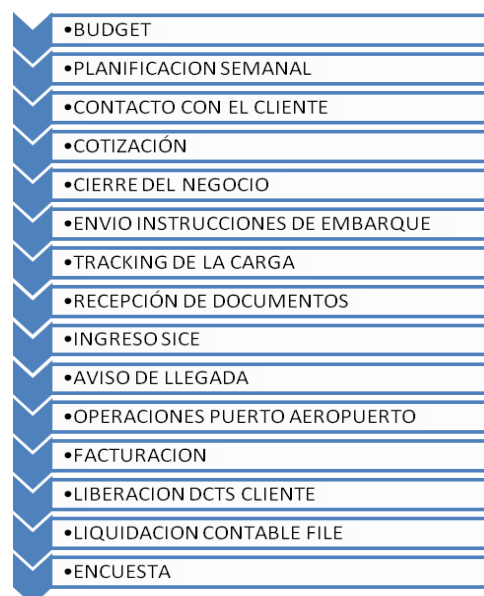 •BUDGET
•PLANIFICACION SEMANAL
•CONTACTO CON EL CLIENTE
•COTIZACIÓN
•CIERRE DEL NEGOCIO
•ENVIO INSTRUCCIONES DE EMBARQUE
•TRACKING DE LA CARGA
•RECEPCIÓN DE DOCUMENTOS
•INGRESO SICE
•AVISO DE LLEGADA
•OPERACIONES PUERTO AEROPUERTO
•FACTURACION
•LIBERACION DCTS CLIENTE
•LIQUIDACION CONTABLE FILE
•ENCUESTA